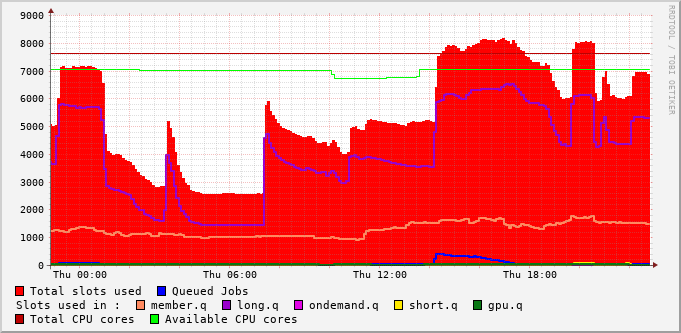 9000
8000
7000
6000
5000
4000
3000
2000
1000
0
Thu 00:00 Thu 06:00 Thu 12:00 Thu 18:00
RRDTOOL / TOBI OETIKER
Total slots used Queued Jobs
Slots used in : member.q long.q ondemand.q short.q gpu.q
Total CPU cores Available CPU cores